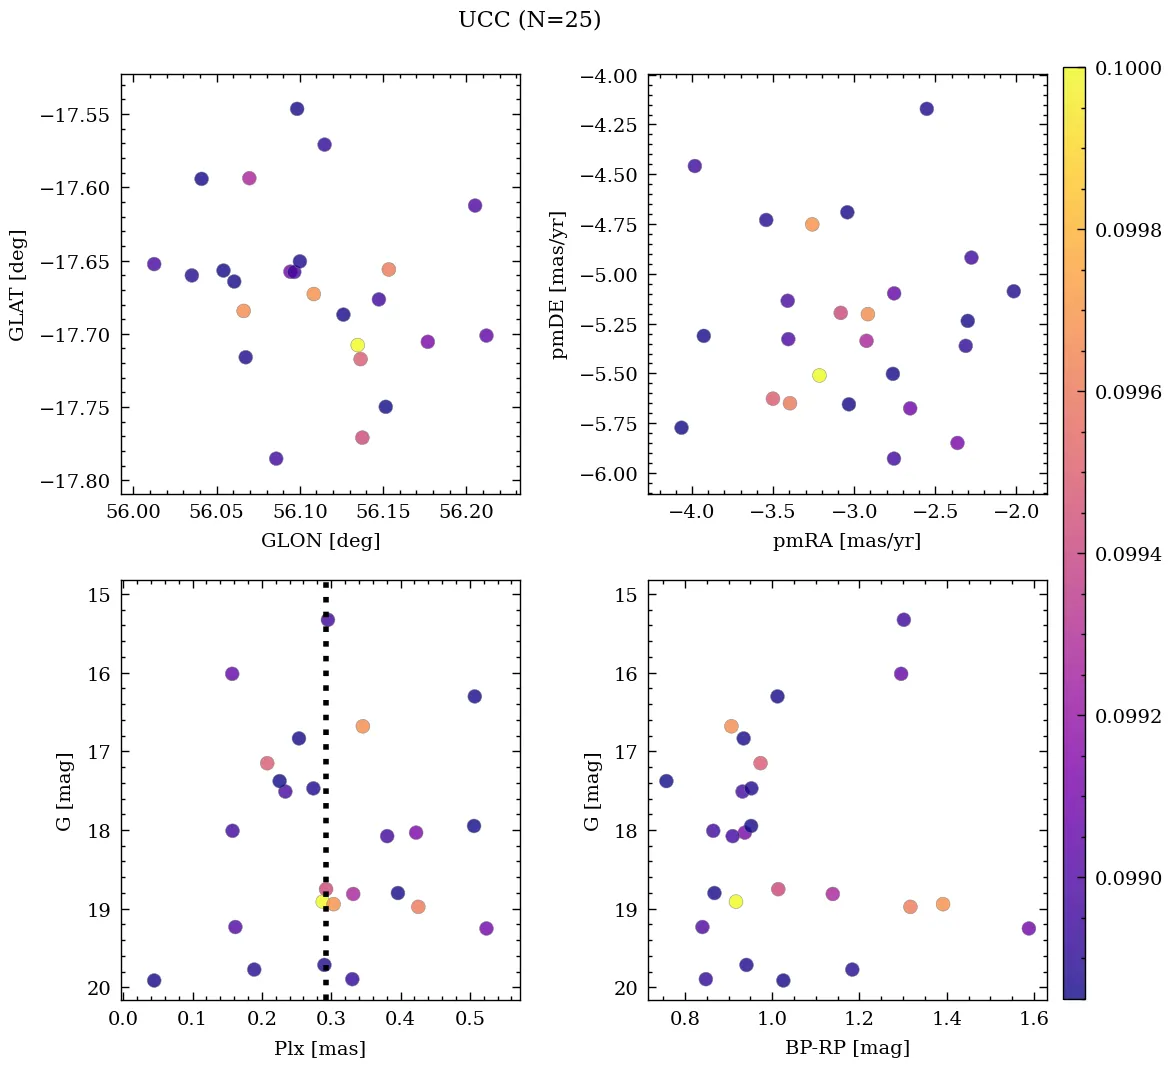 UCC (N=25)
−17.55
−17.60
−17.65
−17.70
−17.75
−17.80
GLAT [deg]
56.00 56.05 56.10 56.15 56.20
GLON [deg]
−4.00
−4.25
−4.50
−4.75
−5.00
−5.25
−5.50
−5.75
−6.00
pmDE [mas/yr]
−4.0 −3.5 −3.0 −2.5 −2.0
pmRA [mas/yr]
15
16
17
18
19
20
G [mag]
0.0 0.1 0.2 0.3 0.4 0.5
Plx [mas]
15
16
17
18
19
20
G [mag]
0.8 1.0 1.2 1.4 1.6
BP-RP [mag]
0.1000
0.0998
0.0996
0.0994
0.0992
0.0990